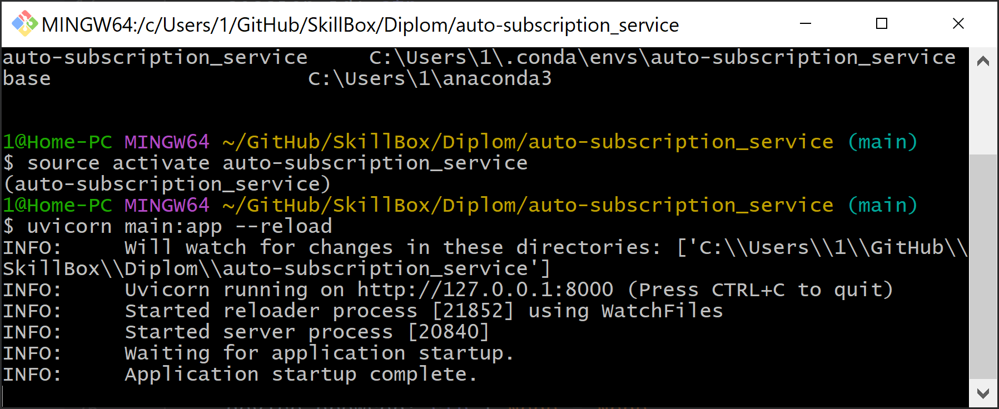 MINGW64:/c/Users/1/GitHub/SkillBox/Diplom/auto-subscription_service
auto-subscription_service     C:\Users\1\.conda\envs\auto-subscription_service
base                     C:\Users\1\anaconda3
1@Home-PC MINGW64 ~/GitHub/SkillBox/Diplom/auto-subscription_service (main)
$ source activate auto-subscription_service
(auto-subscription_service)
1@Home-PC MINGW64 ~/GitHub/SkillBox/Diplom/auto-subscription_service (main)
$ uvicorn main:app --reload
INFO:     Will watch for changes in these directories: ['C:\\Users\\1\\GitHub\\
SkillBox\\Diplom\\auto-subscription_service']
INFO:     Uvicorn running on http://127.0.0.1:8000 (Press CTRL+C to quit)
INFO:     Started reloader process [21852] using WatchFiles
INFO:     Started server process [20840]
INFO:     Waiting for application startup.
INFO:     Application startup complete.